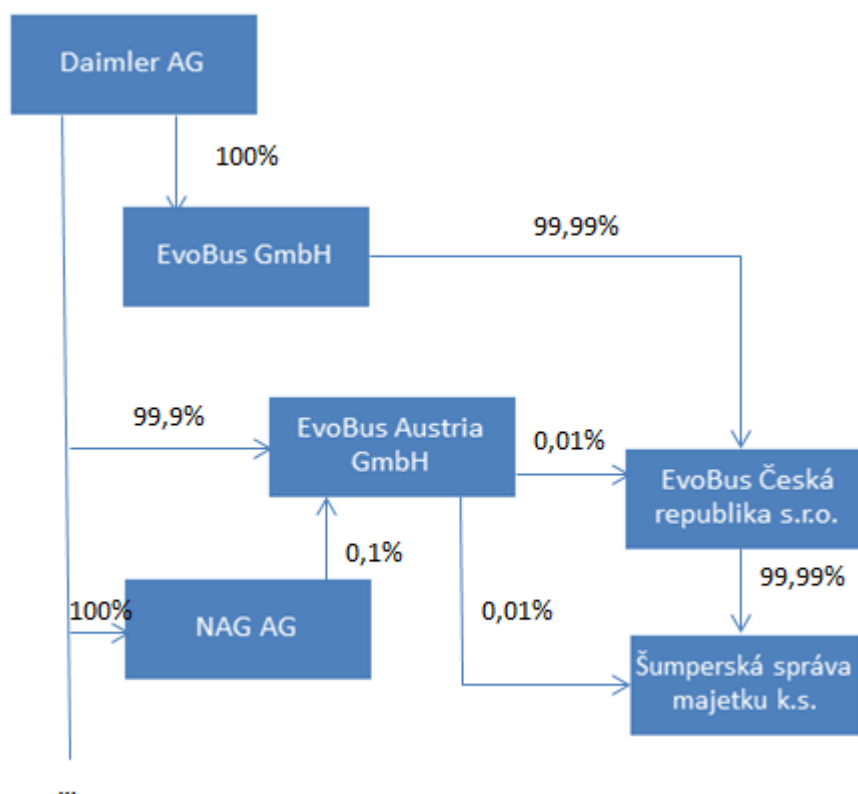 Daimler AG
100%
EvoBus GmbH
99,99%
99,9%
EvoBus Austria
GmbH
0,01%
EvoBus Česká
republika s.r.o.
0,1%
99,99%
100%
NAG AG
0,01%
Šumperská správa
majetku k.s.
...